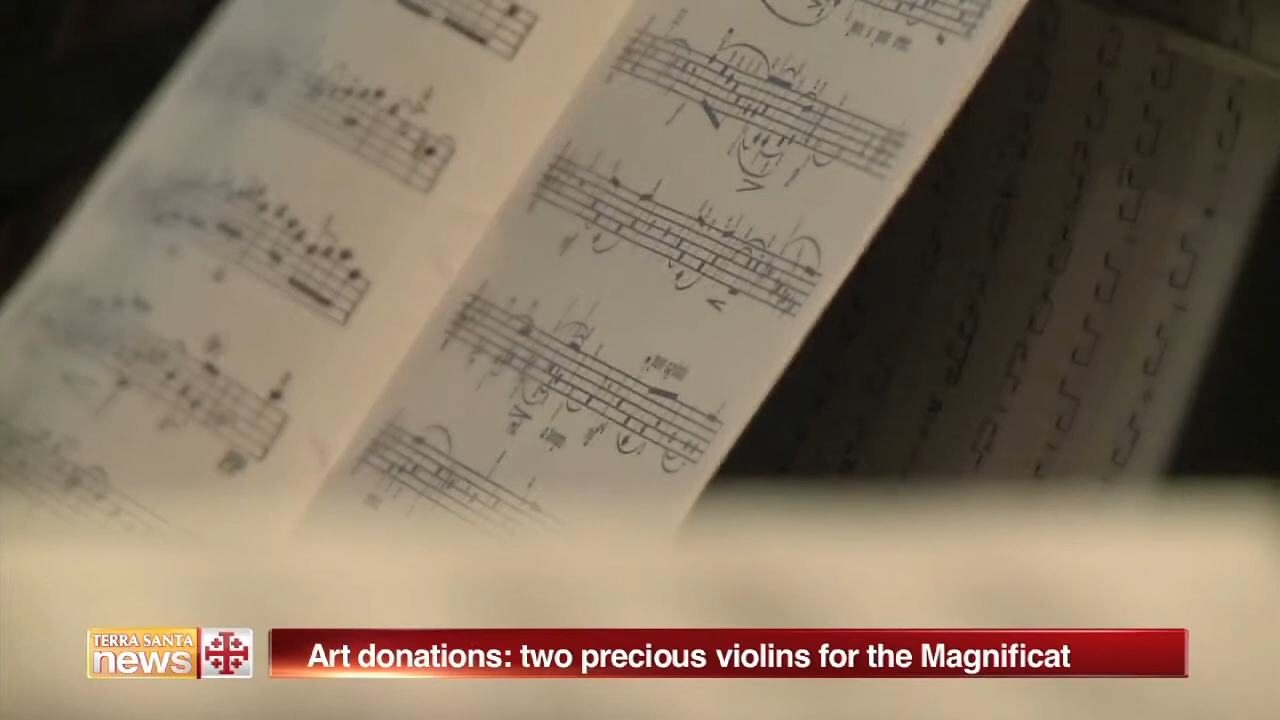 TERRA SANTA
news
Art donations: two precious violins for the Magnificat